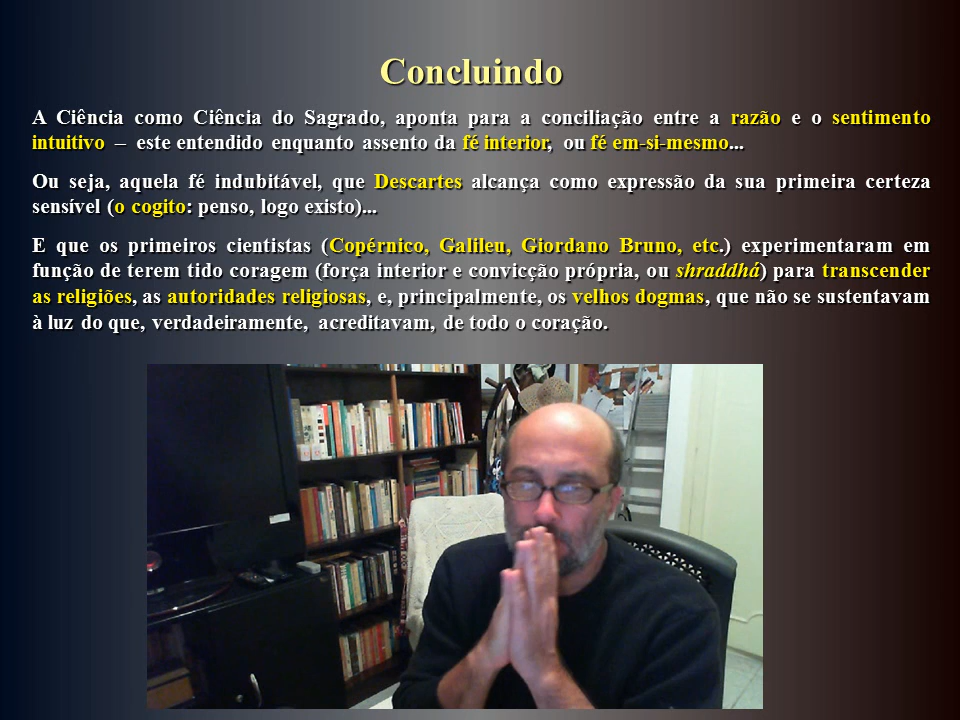 Concluindo
A Ciência como Ciência do Sagrado, aponta para a conciliação entre a razão e o sentimento
intuitivo – este entendido enquanto assento da fé interior, ou fé em-si-mesmo...
Ou seja, aquela fé indubitável, que Descartes alcança como expressão da sua primeira certeza
sensível (o cogito: penso, logo existo)...
E que os primeiros cientistas (Copérnico, Galileu, Giordano Bruno, etc.) experimentaram em
função de terem tido coragem (força interior e convicção própria, ou shraddhá) para transcender
as religiões, as autoridades religiosas, e, principalmente, os velhos dogmas, que não se sustentavam
à luz do que, verdadeiramente, acreditavam, de todo o coração.